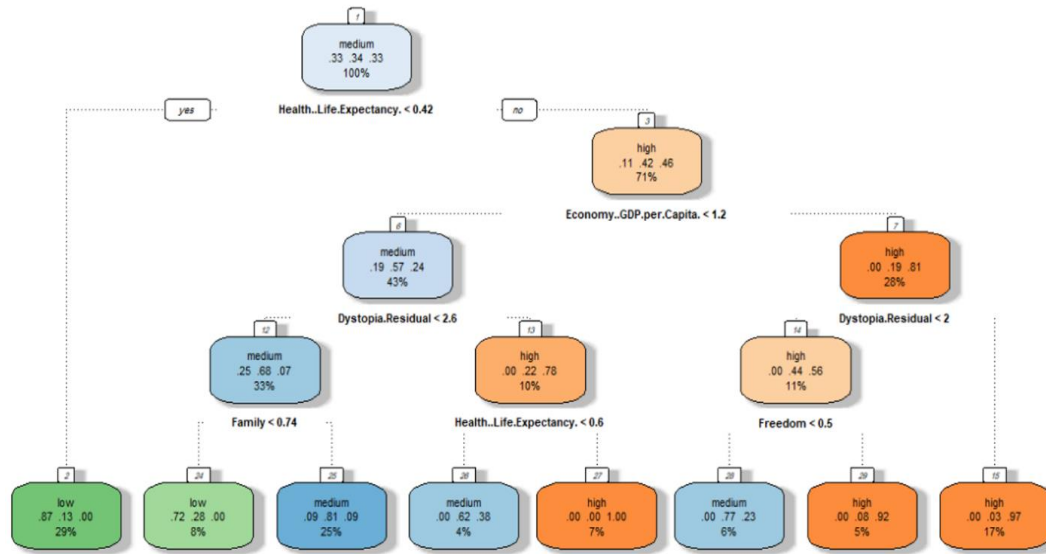 1
medium
.33 .34 .33
100%
yes
Health..Life.Expectancy. < 0.42
no
3
high
.11 .42 .46
71%
Economy..GDP.per.Capita. < 1.2
6
medium
.19 .57 .24
43%
7
high
.00 .19 .81
28%
Dystopia.Residual < 2.6
Dystopia.Residual < 2
12
medium
.25 .68 .07
33%
13
high
.00 .22 .78
10%
14
high
.00 .44 .56
11%
Family < 0.74
Health..Life.Expectancy. < 0.6
Freedom < 0.5
2
low
.87 .13 .00
29%
24
low
.72 .28 .00
8%
25
medium
.09 .81 .09
25%
26
medium
.00 .62 .38
4%
27
high
.00 .00 1.00
7%
28
medium
.00 .77 .23
6%
29
high
.00 .08 .92
5%
15
high
.00 .03 .97
17%